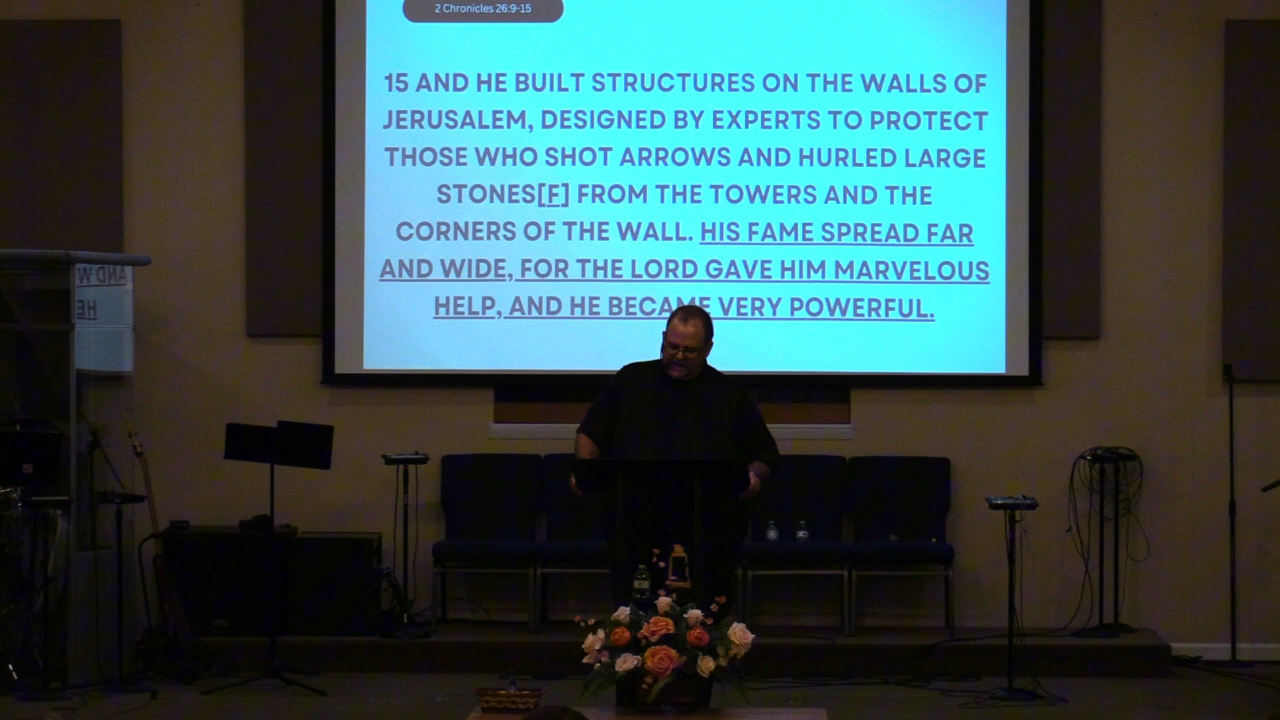 2 Chronicles 26:9-15
15 AND HE BUILT STRUCTURES ON THE WALLS OF
JERUSALEM, DESIGNED BY EXPERTS TO PROTECT
THOSE WHO SHOT ARROWS AND HURLED LARGE
STONES[F] FROM THE TOWERS AND THE
CORNERS OF THE WALL. HIS FAME SPREAD FAR
AND WIDE, FOR THE LORD GAVE HIM MARVELOUS
HELP, AND HE BECAME VERY POWERFUL.
AND W
HE